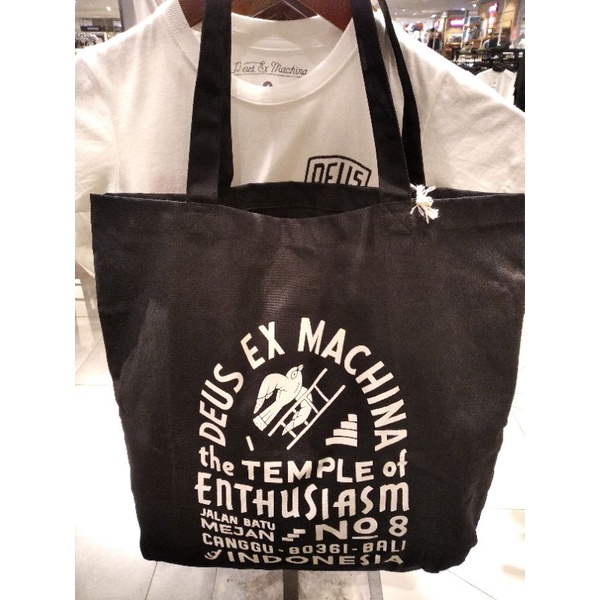 Deus Ex Machina
DEUS
DEUS EX MACHINA
the TEMPLE of
ENTHUSIASM
JALAN BATU
MEJAN No 8
CANGGU-80361-BALI
INDONESIA